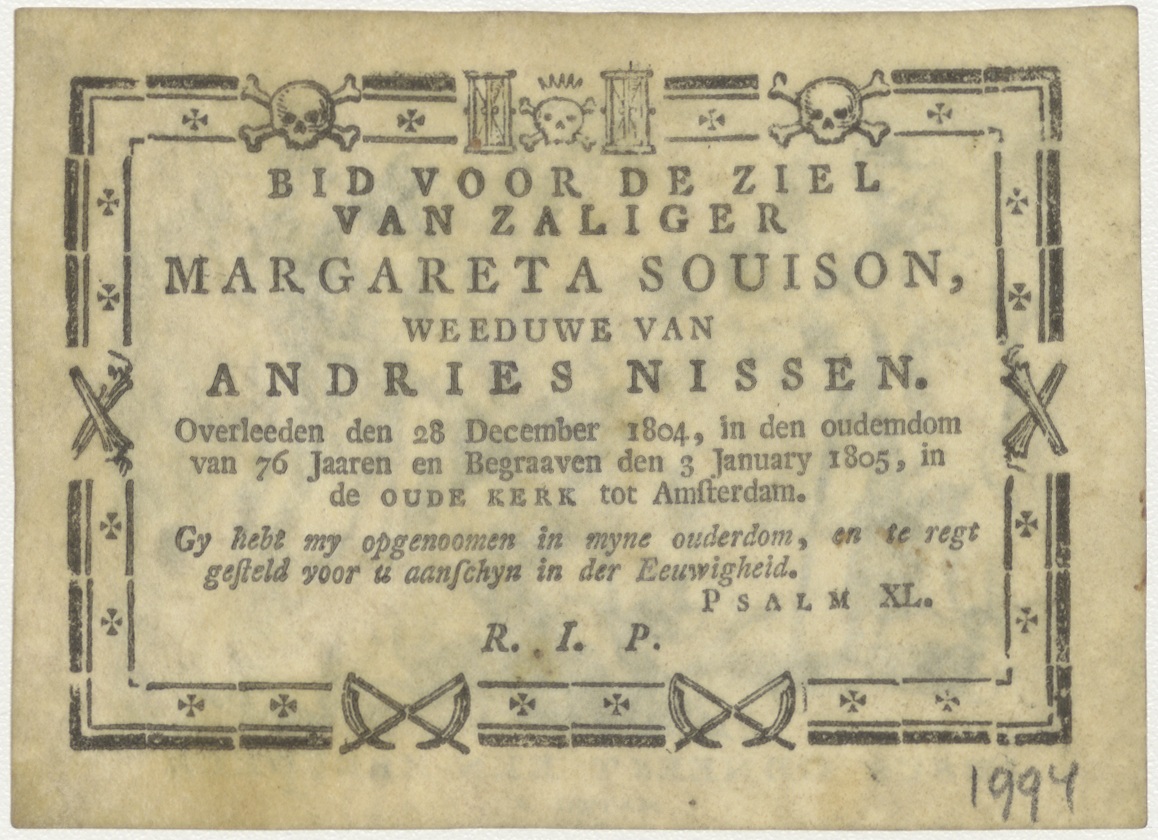 BID VOOR DE ZIEL
VAN ZALIGER
MARGARETA SOUISON,
WEEDUWE VAN
ANDRIES NISSEN.
Overleeden den 28 December 1804, in den oudemdom
van 76 Jaaren en Begraaven den 3 January 1805, in
de OUDE KERK tot Amſterdam.
Gy hebt my opgenoomen in myne ouderdom, en te regt
geſteld voor u aanſchyn in der Eeuwigheid.
PSALM XL.
R. I. P.
1994